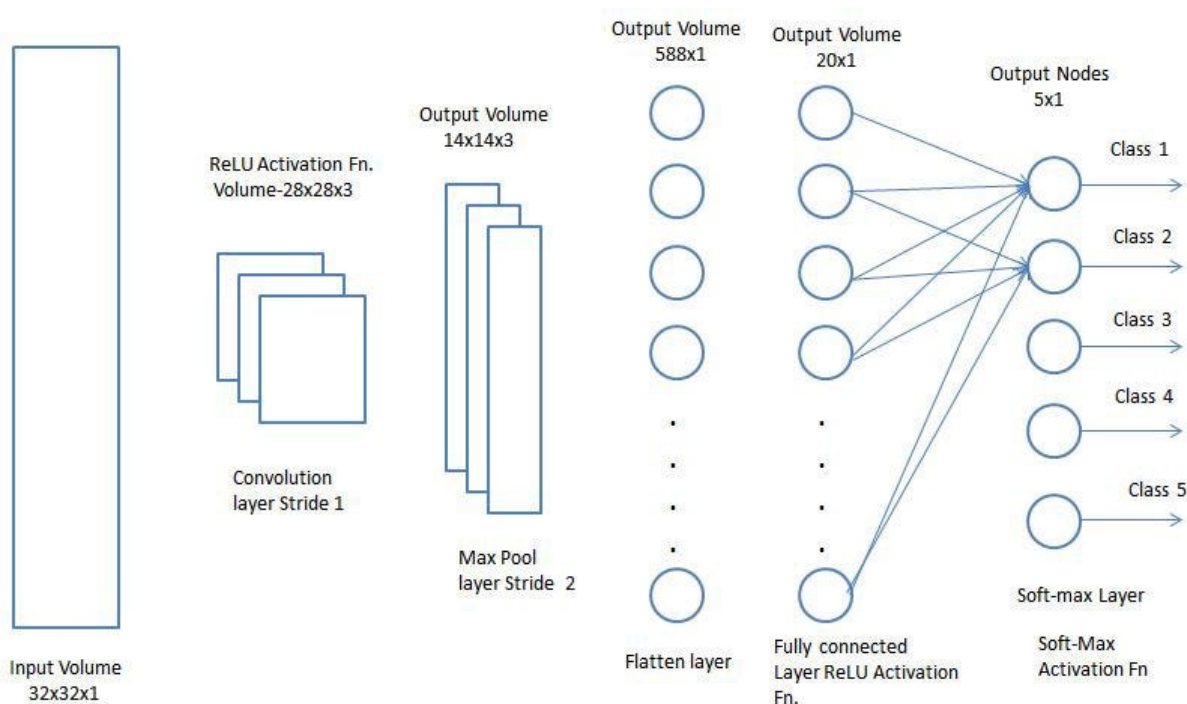 Input Volume
32x32x1
ReLU Activation Fn.
Volume-28x28x3
Convolution
layer Stride 1
Output Volume
14x14x3
Max Pool
layer Stride 2
Output Volume
588x1
Flatten layer
Output Volume
20x1
Fully connected
Layer ReLU Activation
Fn.
Output Nodes
5x1
Class 1
Class 2
Class 3
Class 4
Class 5
Soft-max Layer
Soft-Max
Activation Fn